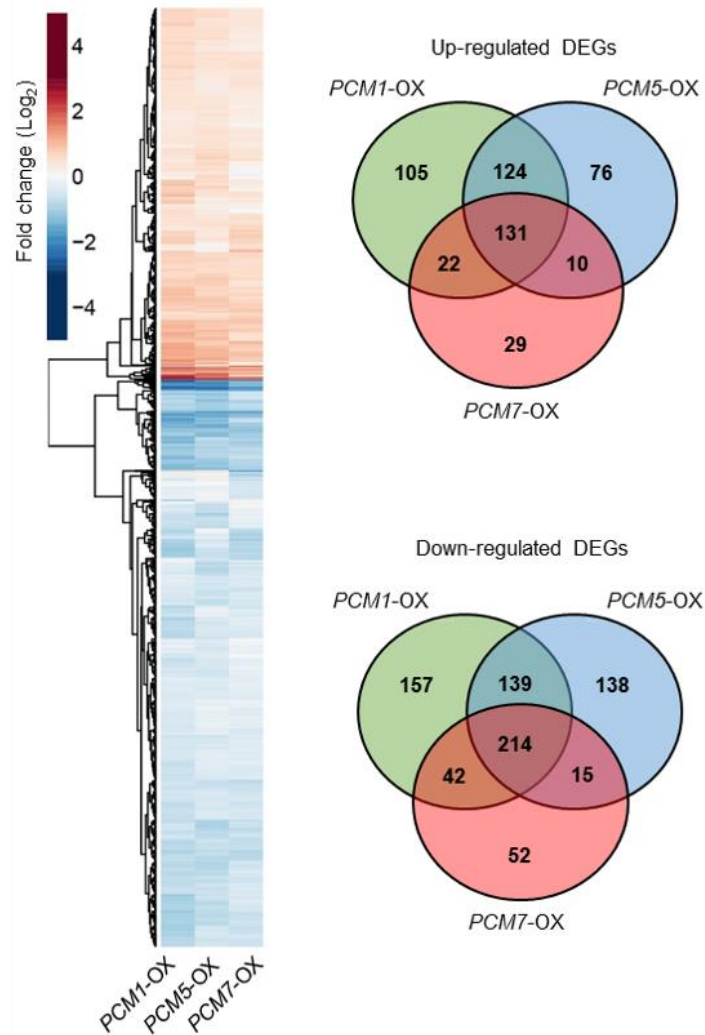 Fold change (Log2)
4
2
0
−2
−4
PCM1-OX
PCM5-OX
PCM7-OX
Up-regulated DEGs
PCM1-OX
PCM5-OX
105
124
76
131
22
10
29
PCM7-OX
Down-regulated DEGs
PCM1-OX
PCM5-OX
157
139
138
214
42
15
52
PCM7-OX